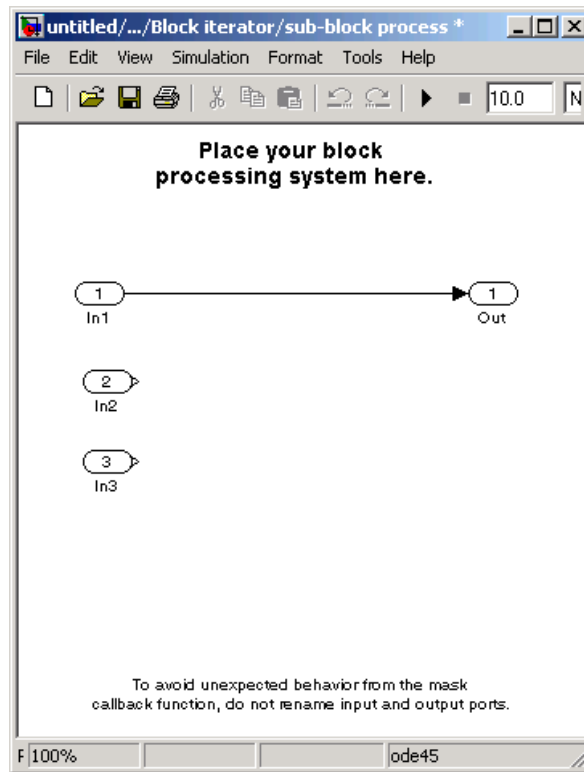 untitled/.../Block iterator/sub-block process *
File Edit View Simulation Format Tools Help
10.0 N
Place your block
processing system here.
1 1
In1 Out
2
In2
3
In3
To avoid unexpected behavior from the mask
callback function, do not rename input and output ports.
F 100% ode45